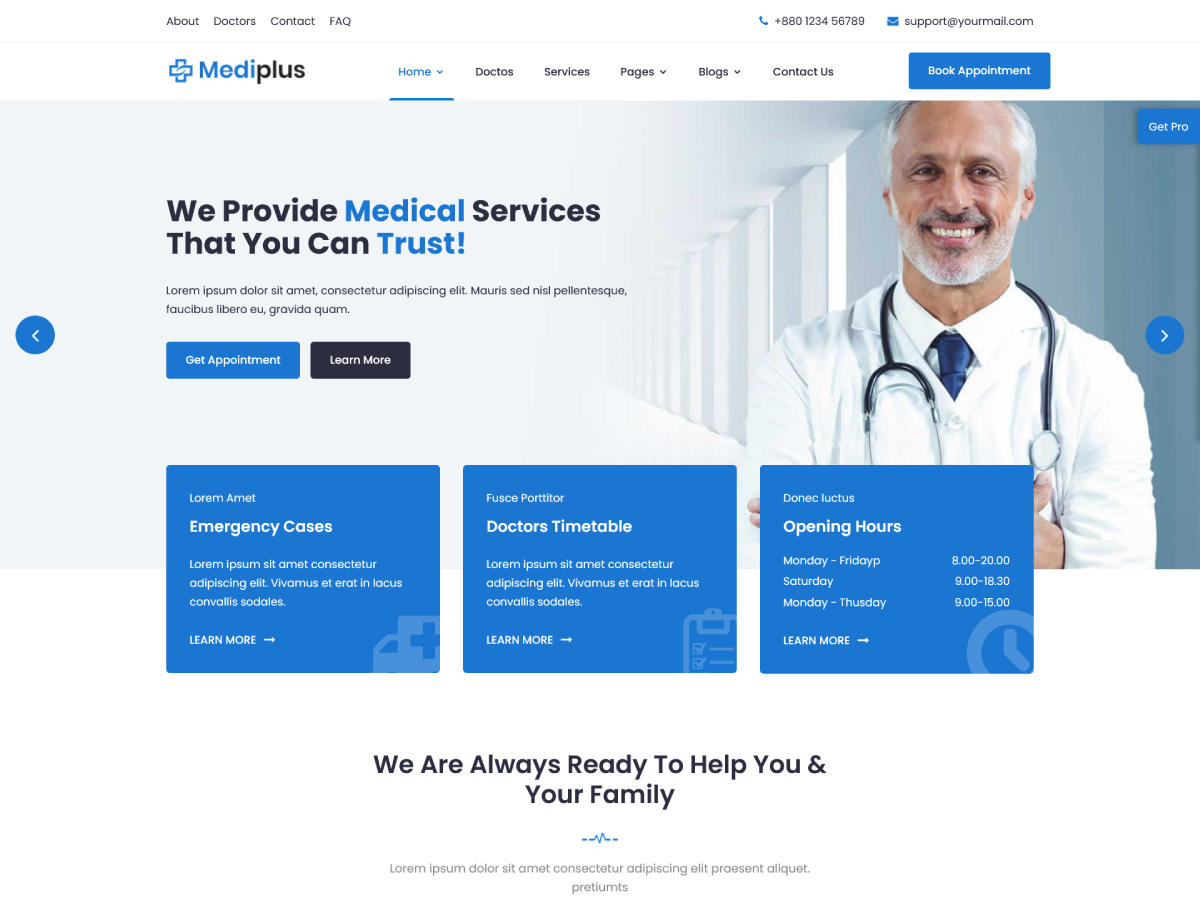 About Doctors Contact FAQ
+880 1234 56789 support@yourmail.com
Mediplus
Home Doctos Services Pages Blogs Contact Us
Book Appointment
Get Pro
We Provide Medical Services
That You Can Trust!
Lorem ipsum dolor sit amet, consectetur adipiscing elit. Mauris sed nisl pellentesque,
faucibus libero eu, gravida quam.
Get Appointment Learn More
Lorem Amet
Emergency Cases
Lorem ipsum sit amet consectetur
adipiscing elit. Vivamus et erat in lacus
convallis sodales.
LEARN MORE
Fusce Porttitor
Doctors Timetable
Lorem ipsum sit amet consectetur
adipiscing elit. Vivamus et erat in lacus
convallis sodales.
LEARN MORE
Donec luctus
Opening Hours
Monday - Fridayp 8.00-20.00
Saturday 9.00-18.30
Monday - Thusday 9.00-15.00
LEARN MORE
We Are Always Ready To Help You &
Your Family
Lorem ipsum dolor sit amet consectetur adipiscing elit praesent aliquet.
pretiumts